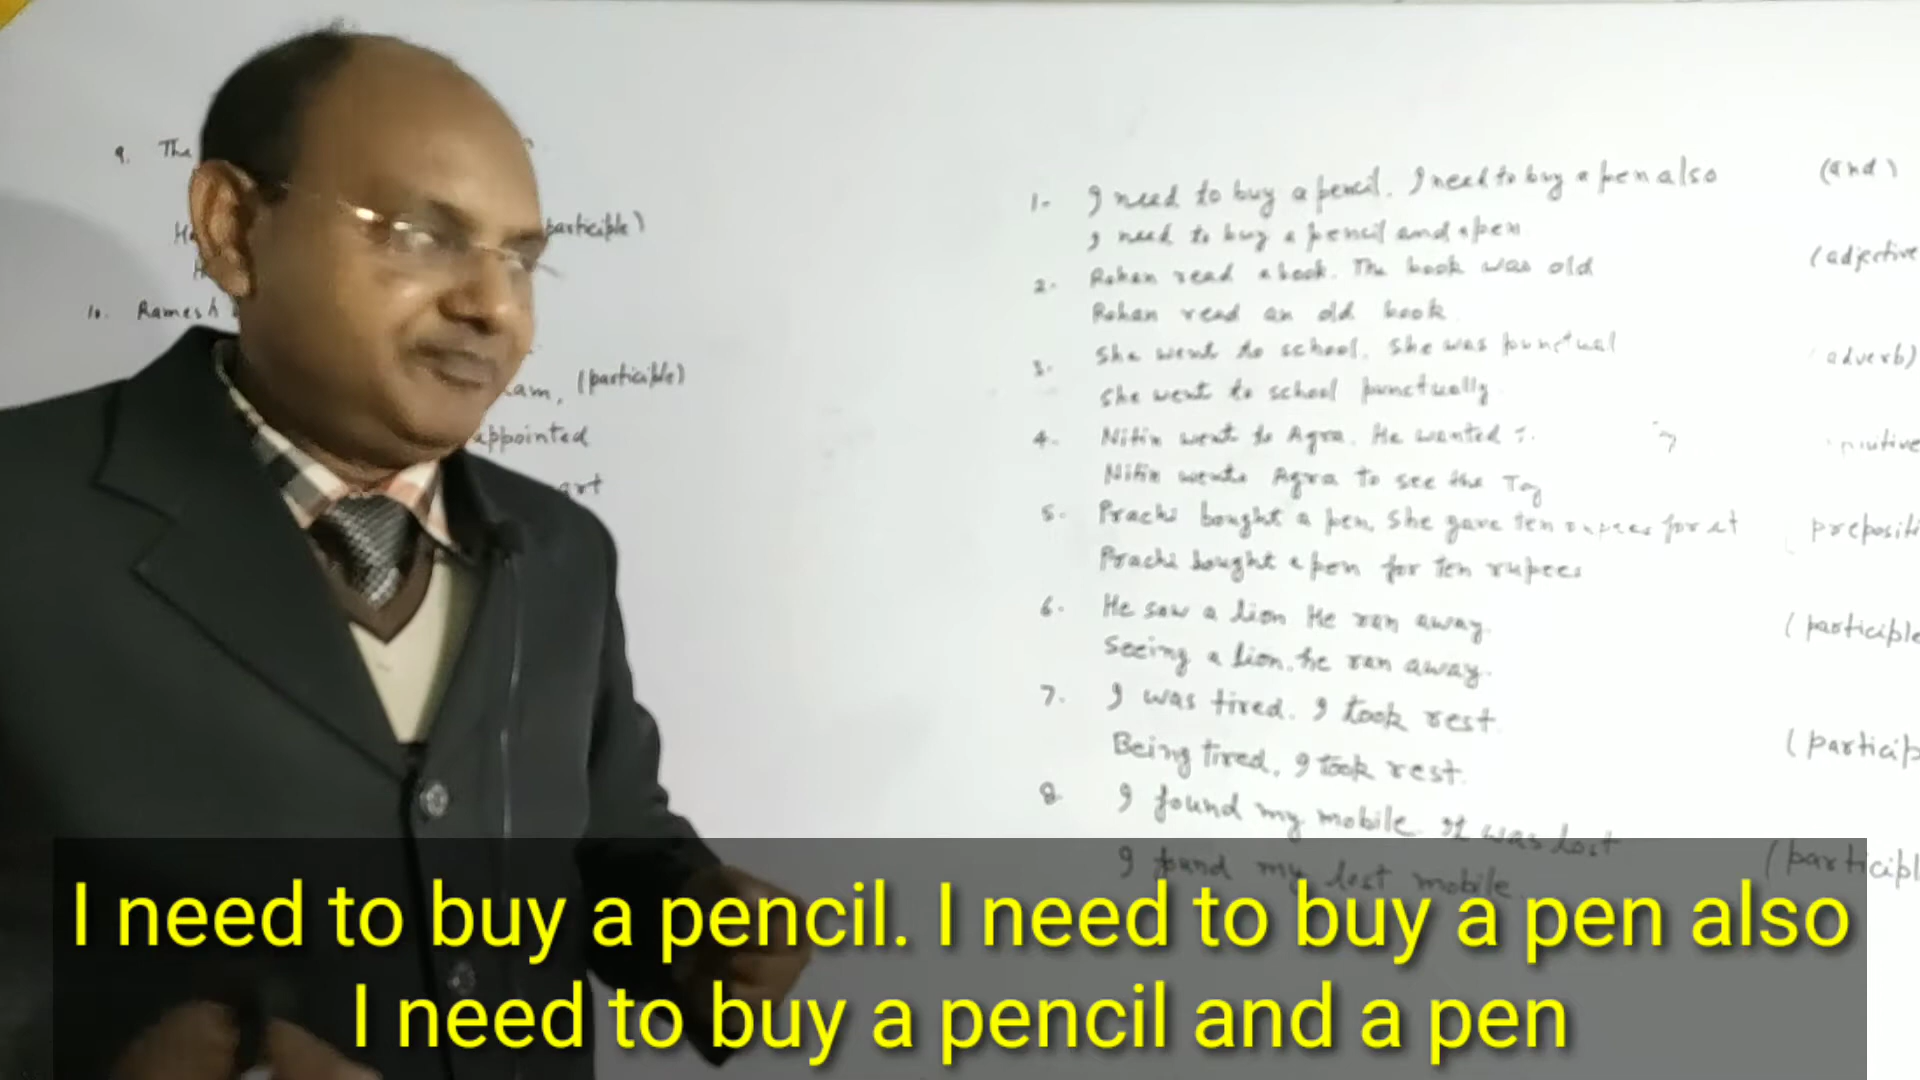 9. The
participle)
10. Ramesh
am, (participle)
appointed
1- I need to buy a pencil. I need to buy a pen also (and)
I need to buy a pencil and a pen
2- Rohan read a book. The book was old (adjective
Rohan read an old book
3- She went to school. She was punctual adverb)
She went to school punctually
4- Nitin went to Agra. He wanted
Nitin went to Agra to see the Taj
5- Prachi bought a pen. She gave ten rupees for it prepositi
Prachi bought a pen for ten rupees
6- He saw a lion He ran away. (participle
Seeing a lion, he ran away.
7. I was tired. I took rest. (particip
Being tired, I took rest.
8 I found my mobile. It was lost (participl
I found my lost mobile.
I need to buy a pencil. I need to buy a pen also
I need to buy a pencil and a pen